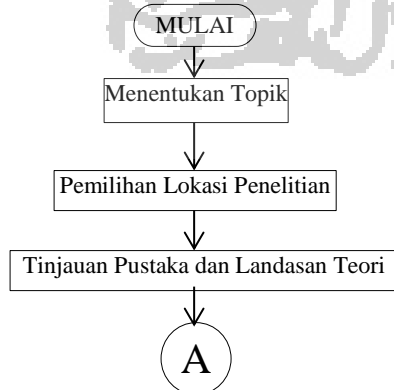 MULAI
Menentukan Topik
Pemilihan Lokasi Penelitian
Tinjauan Pustaka dan Landasan Teori
A